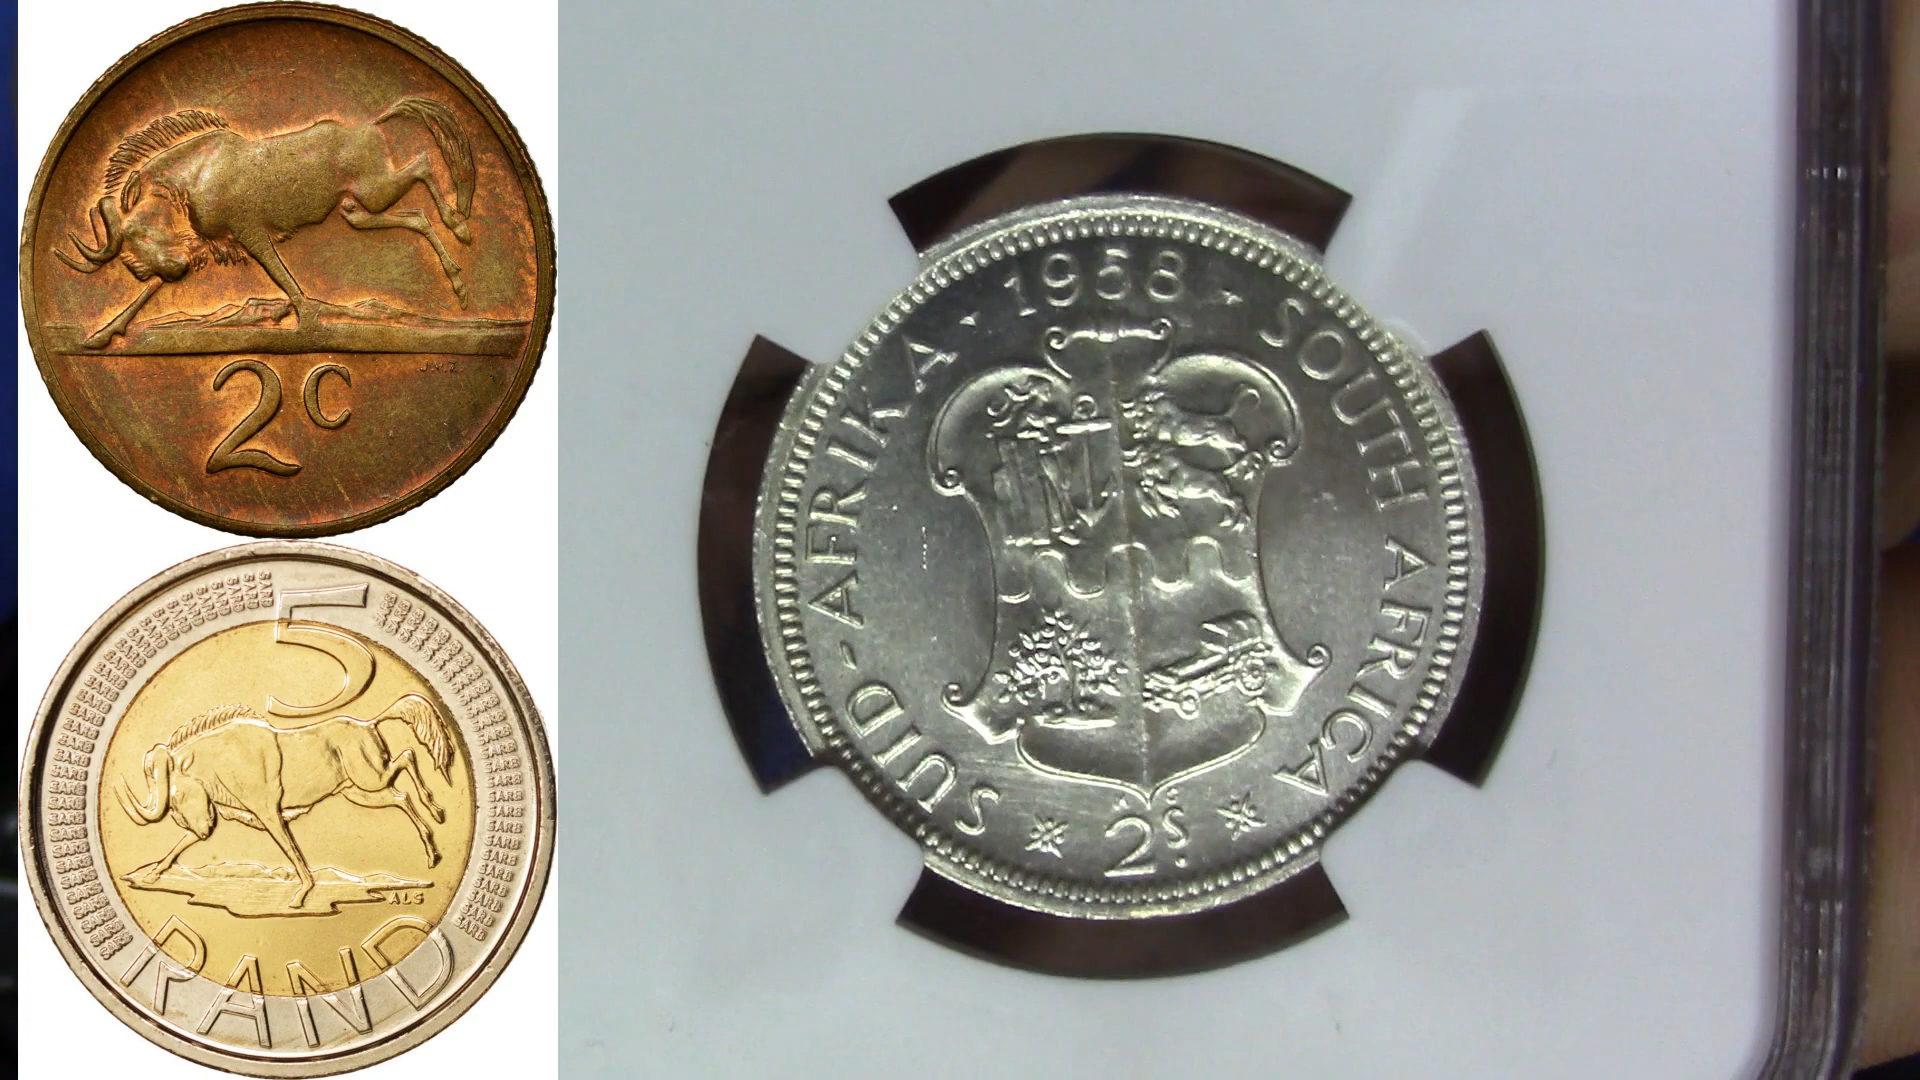 2c
J.V.Z
5
SARB
ALS
RAND
SUID-AFRIKA · 1958 · SOUTH AFRICA
2S.